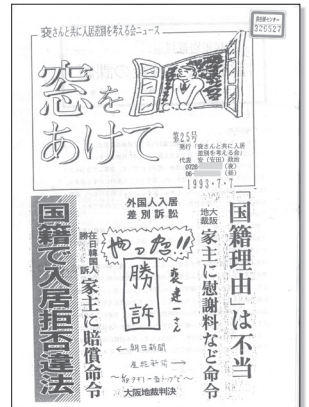 裵さんと共に入居差別を考える会ニュース
325527
窓を
あけて
第25号
発行「裵さんと共に入居
差別を考える会」
代表 安(安田)政治
0720 (夜)
06- (昼)
1993・7・7
「国籍理由」は不当
大阪地裁
家主に慰謝料など命令
外国人入居
差別訴訟
やったね!!
勝訴
裵建一さん
←朝日新聞
産経新聞→
大阪地裁判決
国籍で入居拒否違法
在日韓国人勝訴
家主に賠償命令